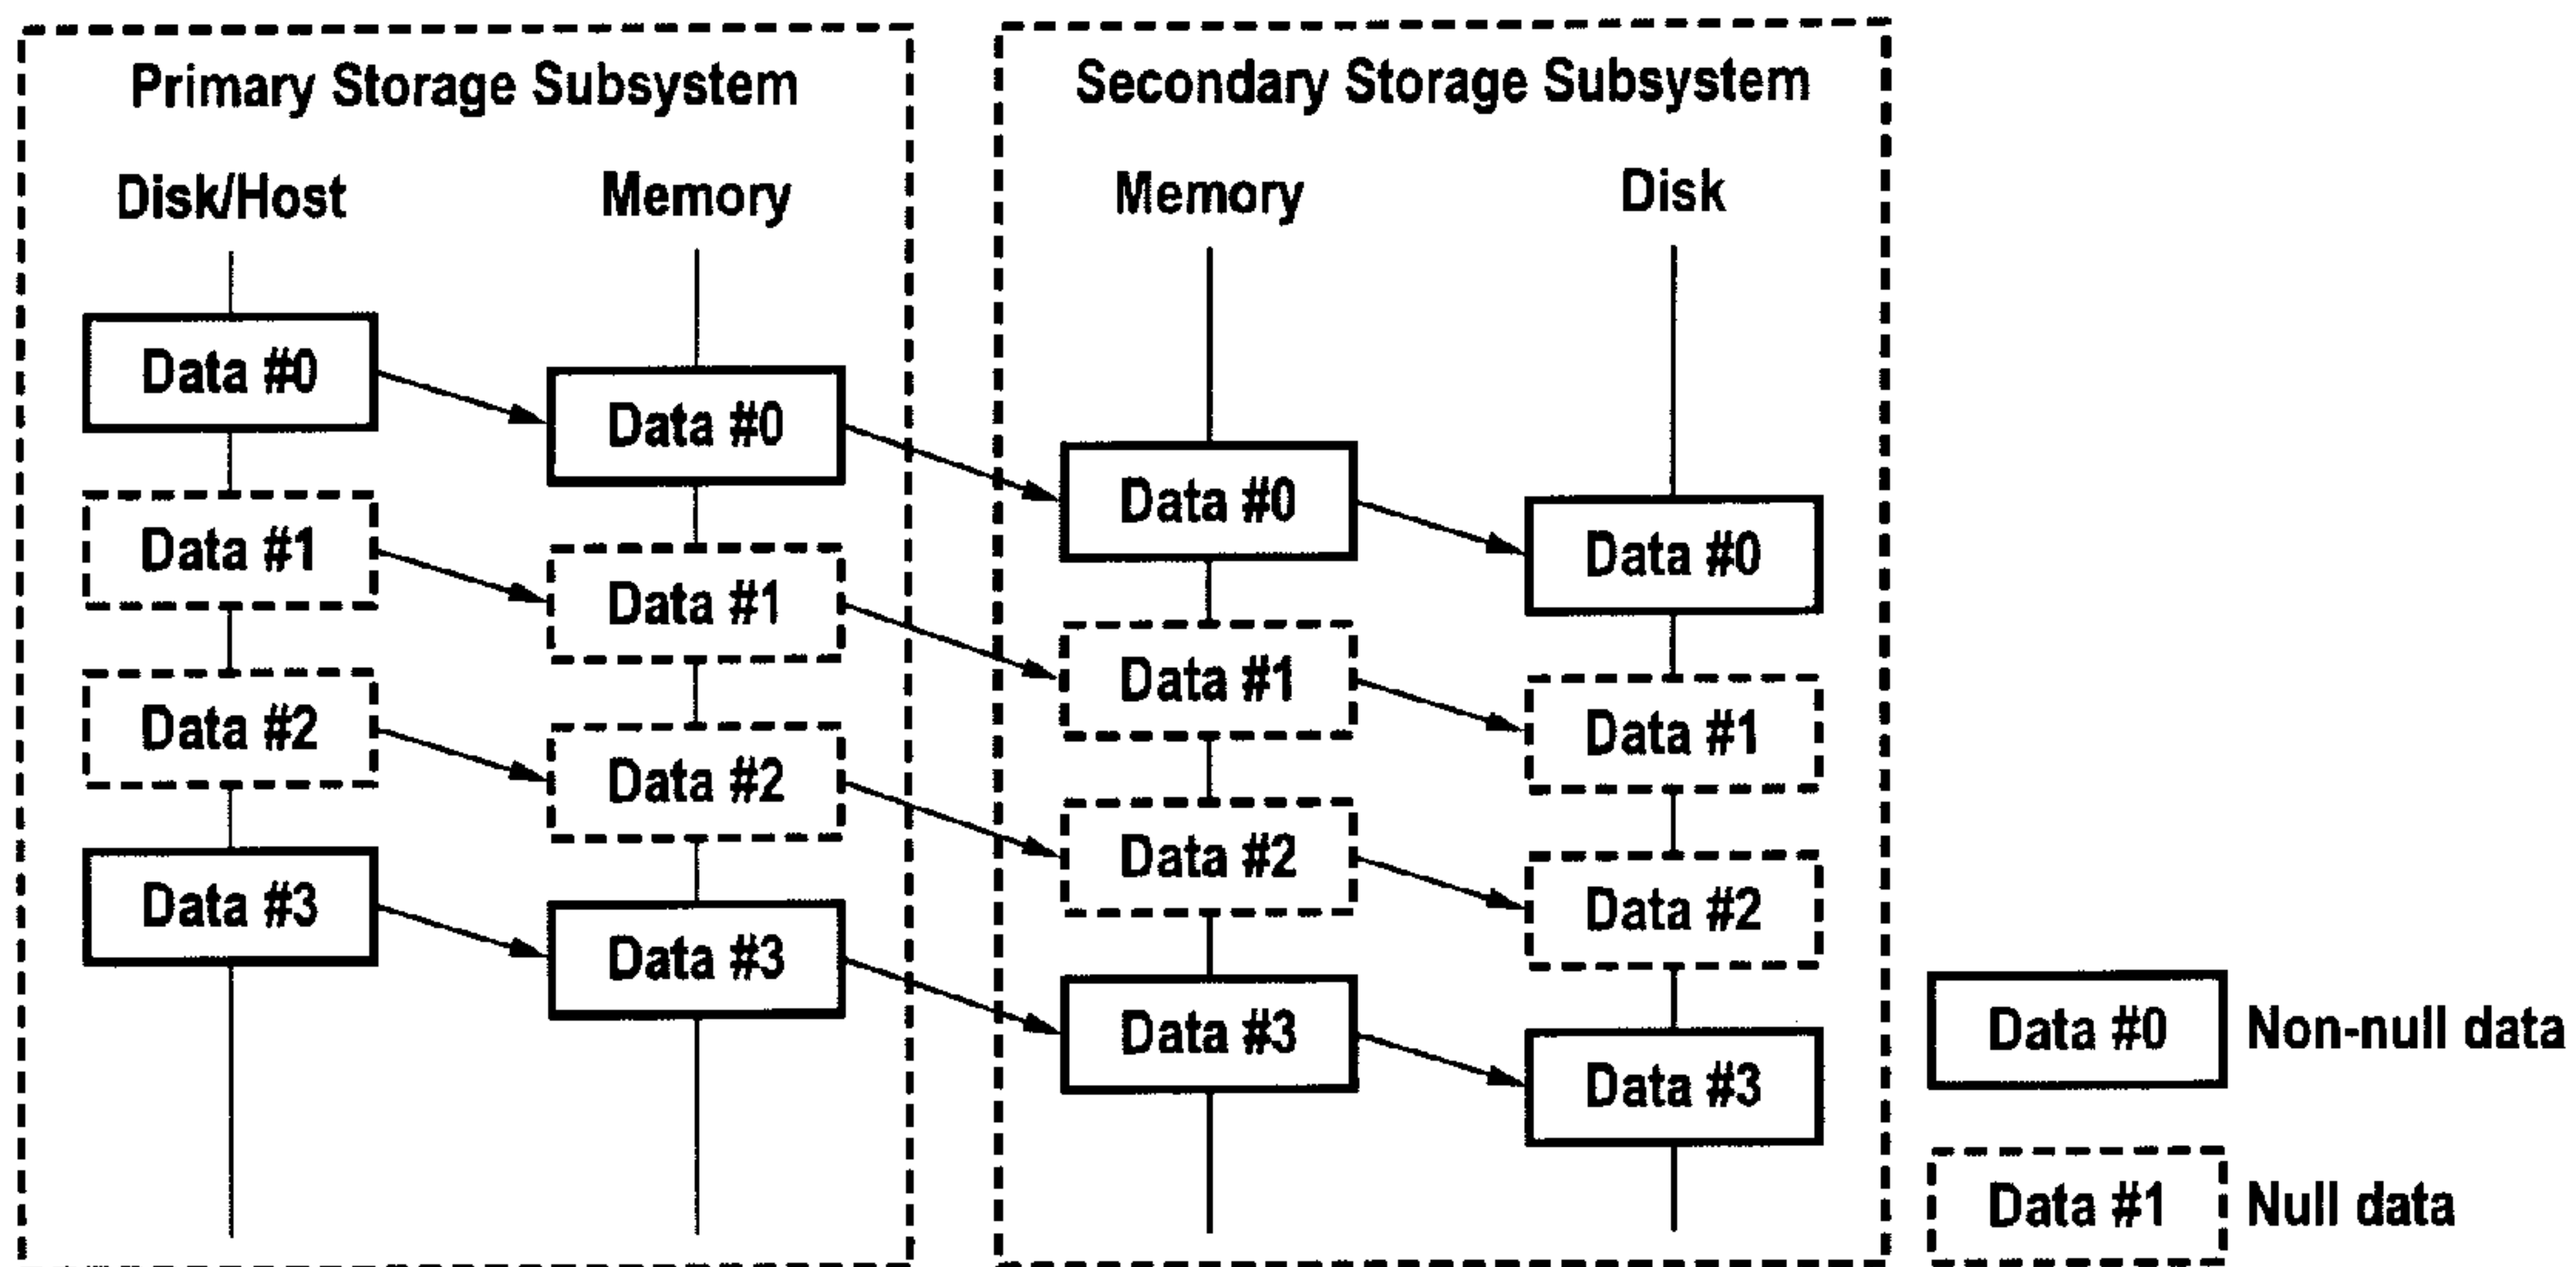 Primary Storage Subsystem
Disk/Host
Memory
Data #0
Data #0
Data #1
Data #1
Data #2
Data #2
Data #3
Data #3
Secondary Storage Subsystem
Memory
Disk
Data #0
Data #0
Data #1
Data #1
Data #2
Data #2
Data #3
Data #3
Data #0
Non-null data
Data #1
Null data